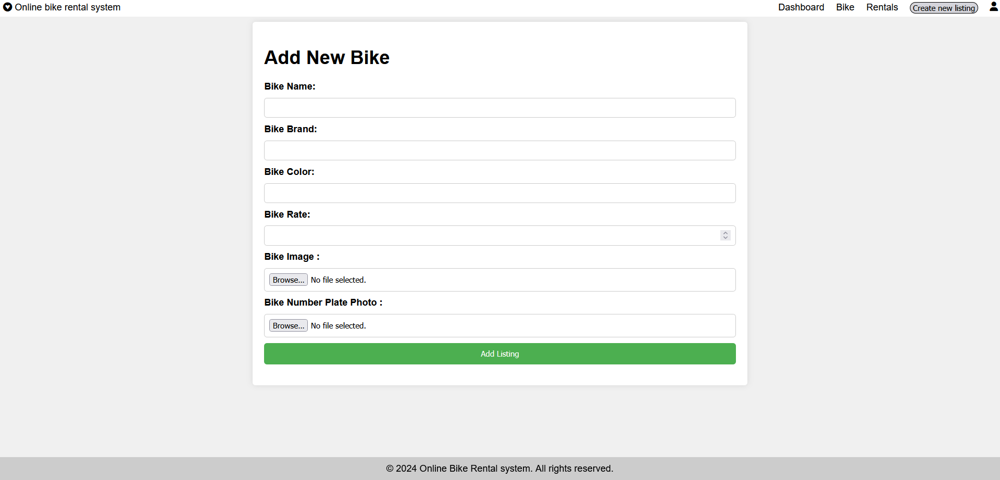 Online bike rental system
Dashboard Bike Rentals Create new listing
Add New Bike
Bike Name:
Bike Brand:
Bike Color:
Bike Rate:
Bike Image :
Browse... No file selected.
Bike Number Plate Photo :
Browse... No file selected.
Add Listing
© 2024 Online Bike Rental system. All rights reserved.